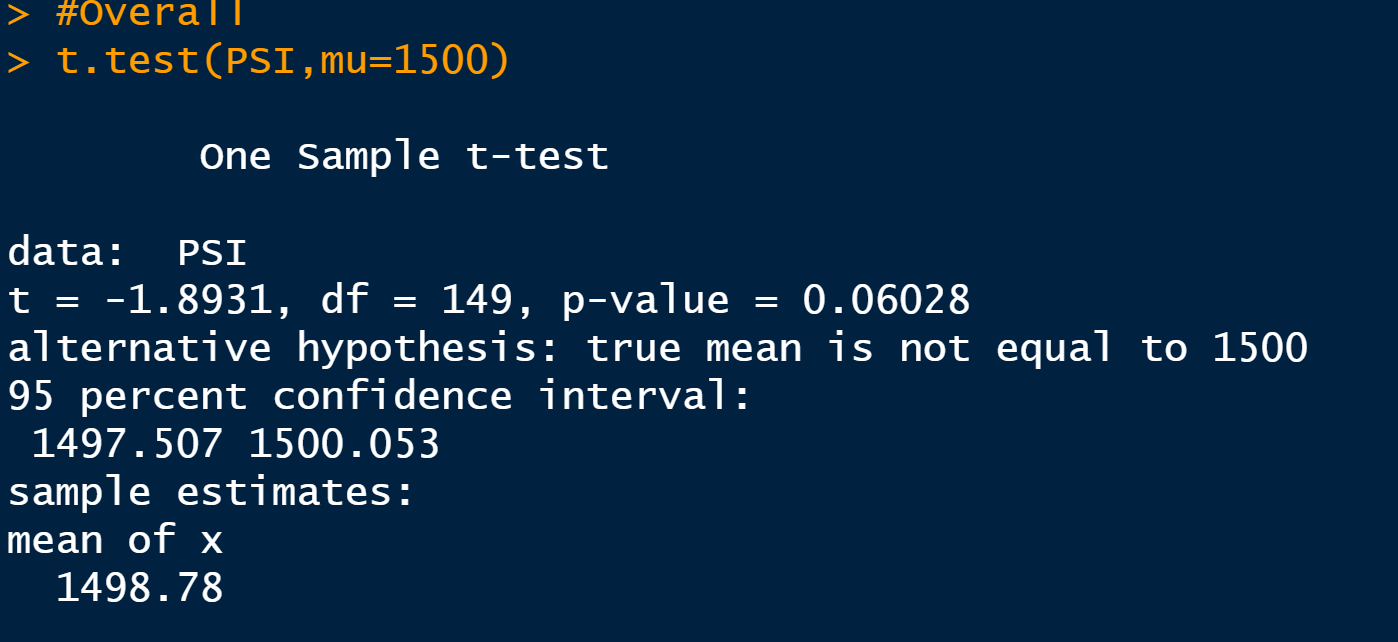 > #Overall
> t.test(PSI,mu=1500)
One Sample t-test
data:  PSI
t = -1.8931, df = 149, p-value = 0.06028
alternative hypothesis: true mean is not equal to 1500
95 percent confidence interval:
1497.507 1500.053
sample estimates:
mean of x
1498.78